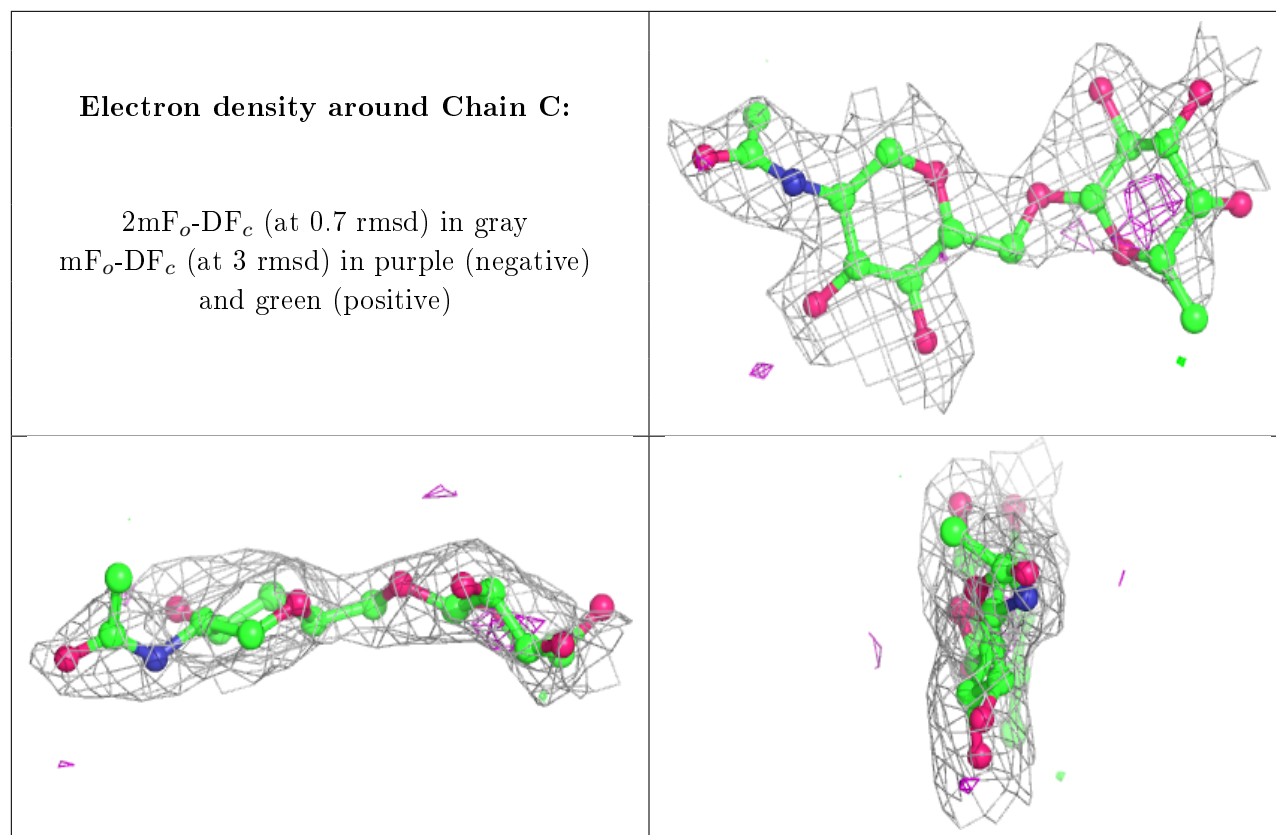 Electron density around Chain C:
2mFo-DFc (at 0.7 rmsd) in gray
mFo-DFc (at 3 rmsd) in purple (negative)
and green (positive)